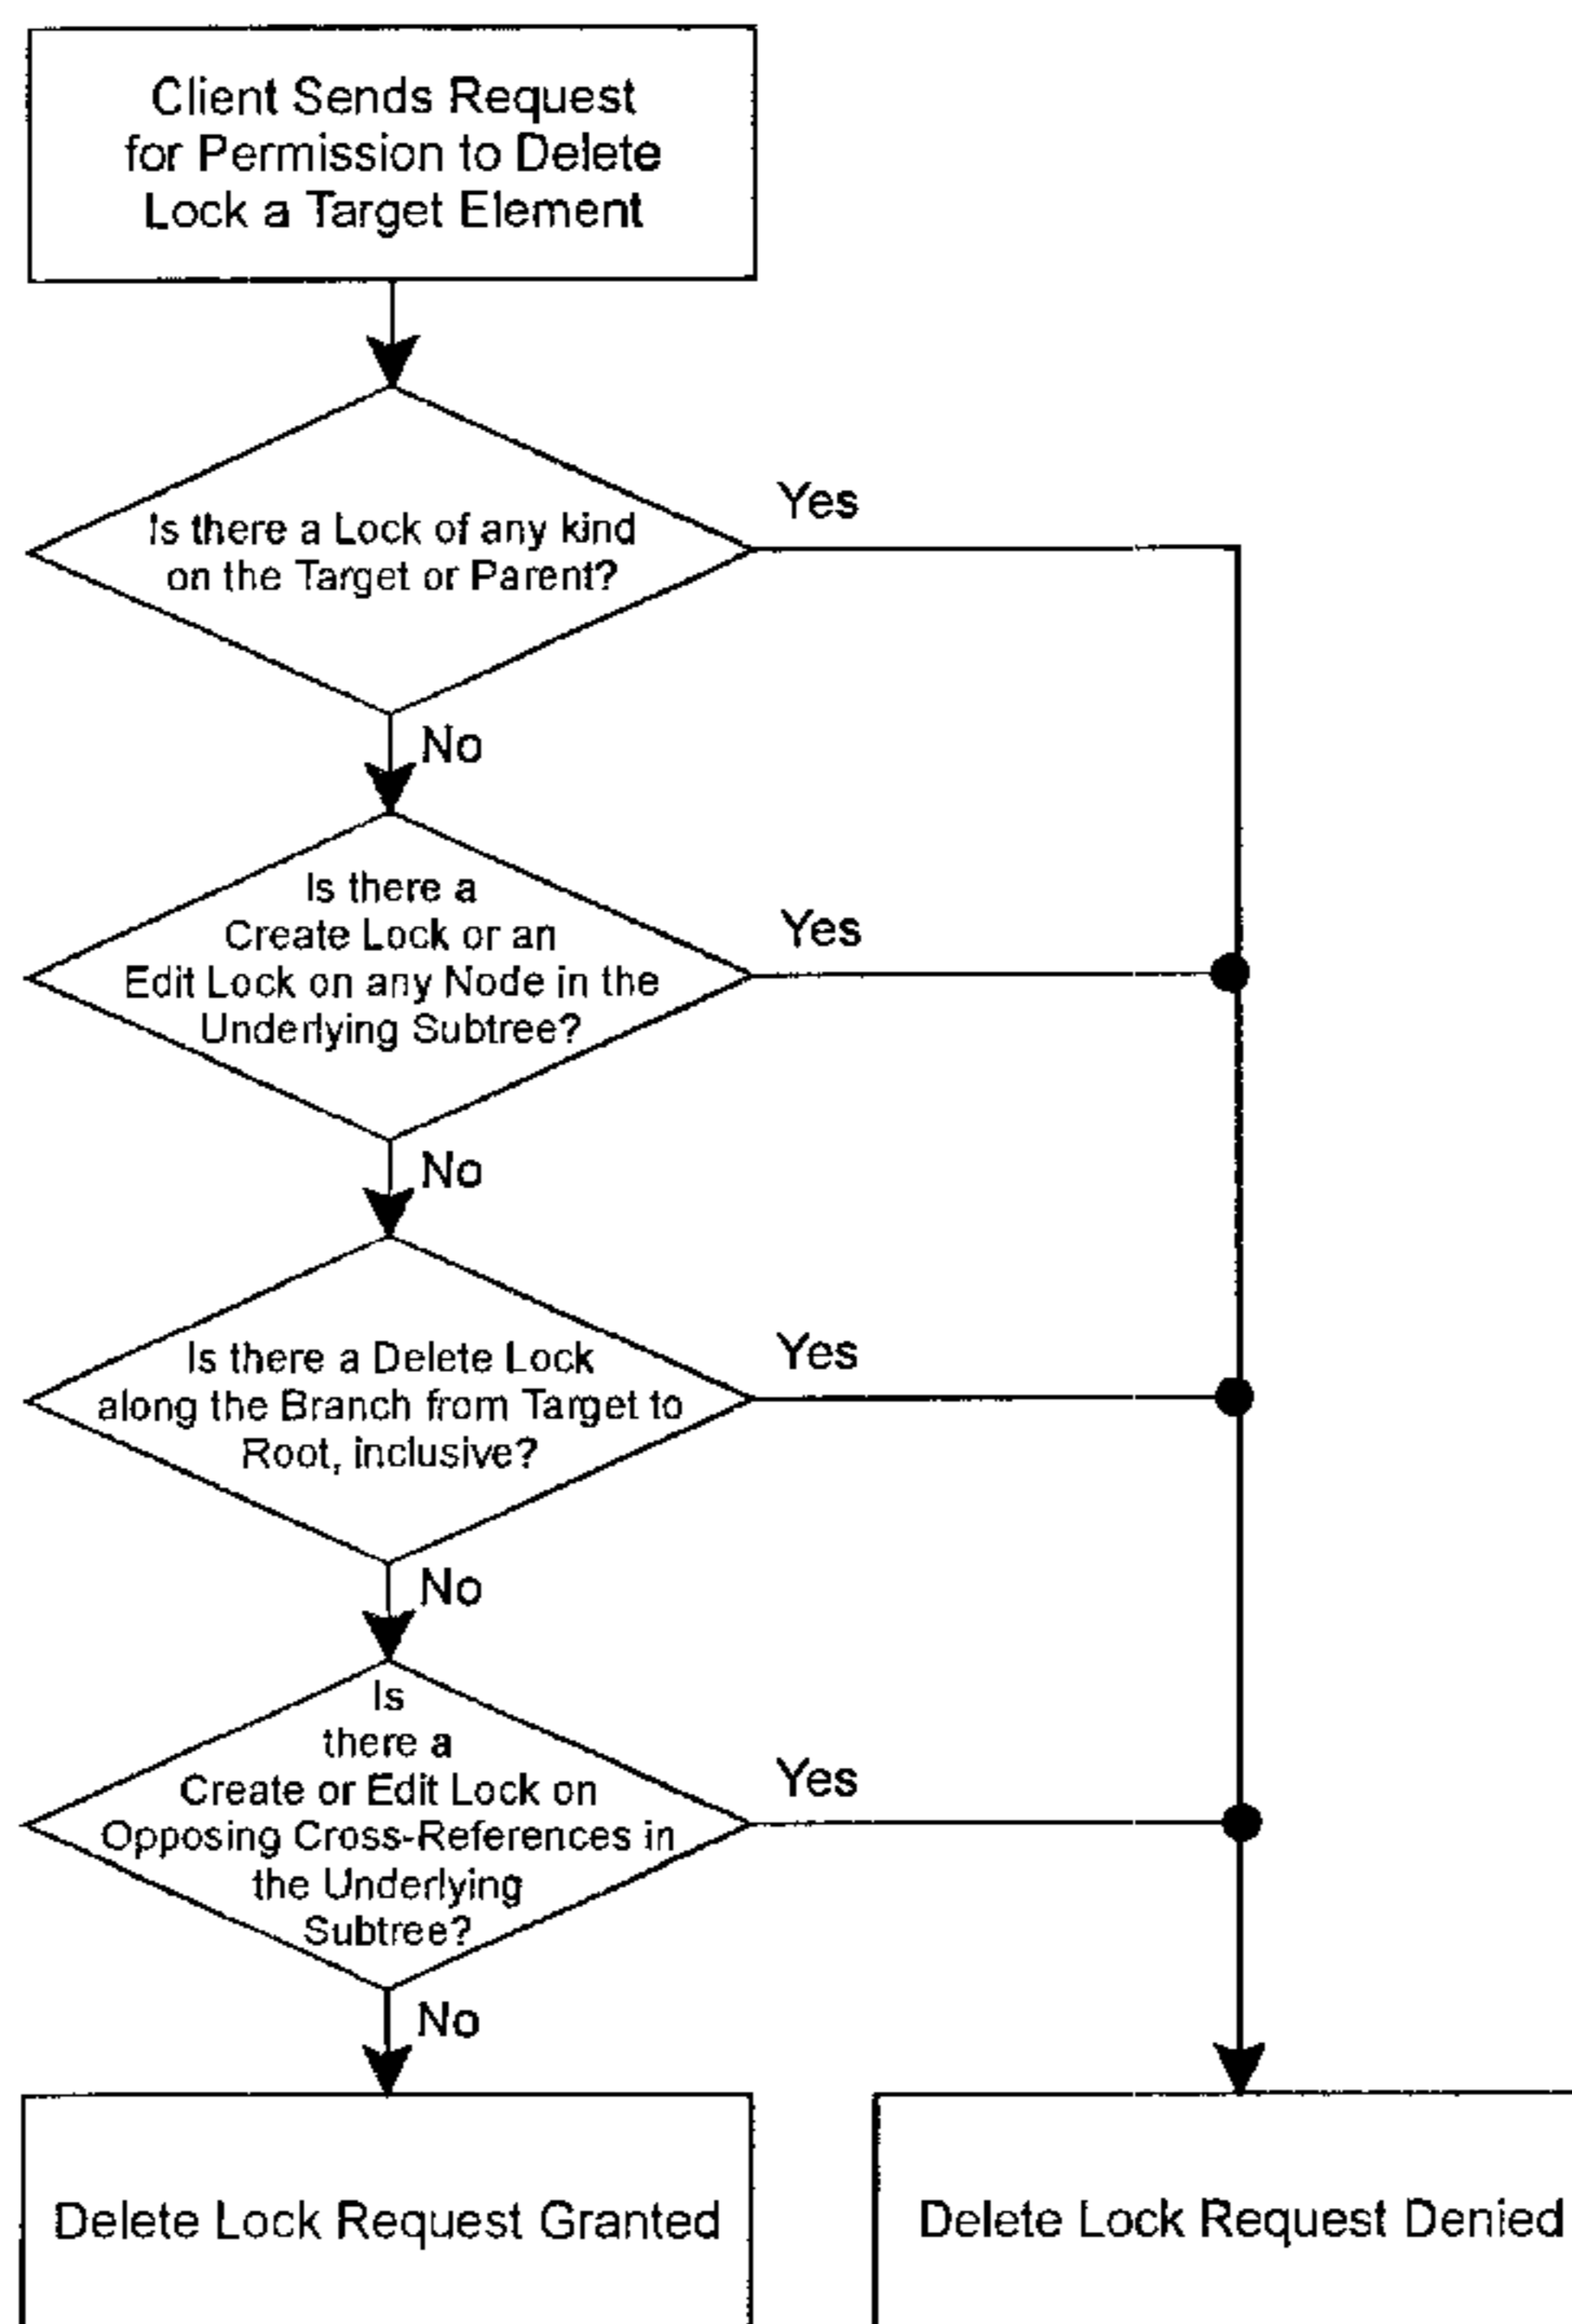 Client Sends Request
for Permission to Delete
Lock a Target Element
Is there a Lock of any kind
on the Target or Parent?
Yes
No
Is there a
Create Lock or an
Edit Lock on any Node in the
Underlying Subtree?
Yes
No
Is there a Delete Lock
along the Branch from Target to
Root, inclusive?
Yes
No
Is
there a
Create or Edit Lock on
Opposing Cross-References in
the Underlying
Subtree?
Yes
No
Delete Lock Request Granted
Delete Lock Request Denied